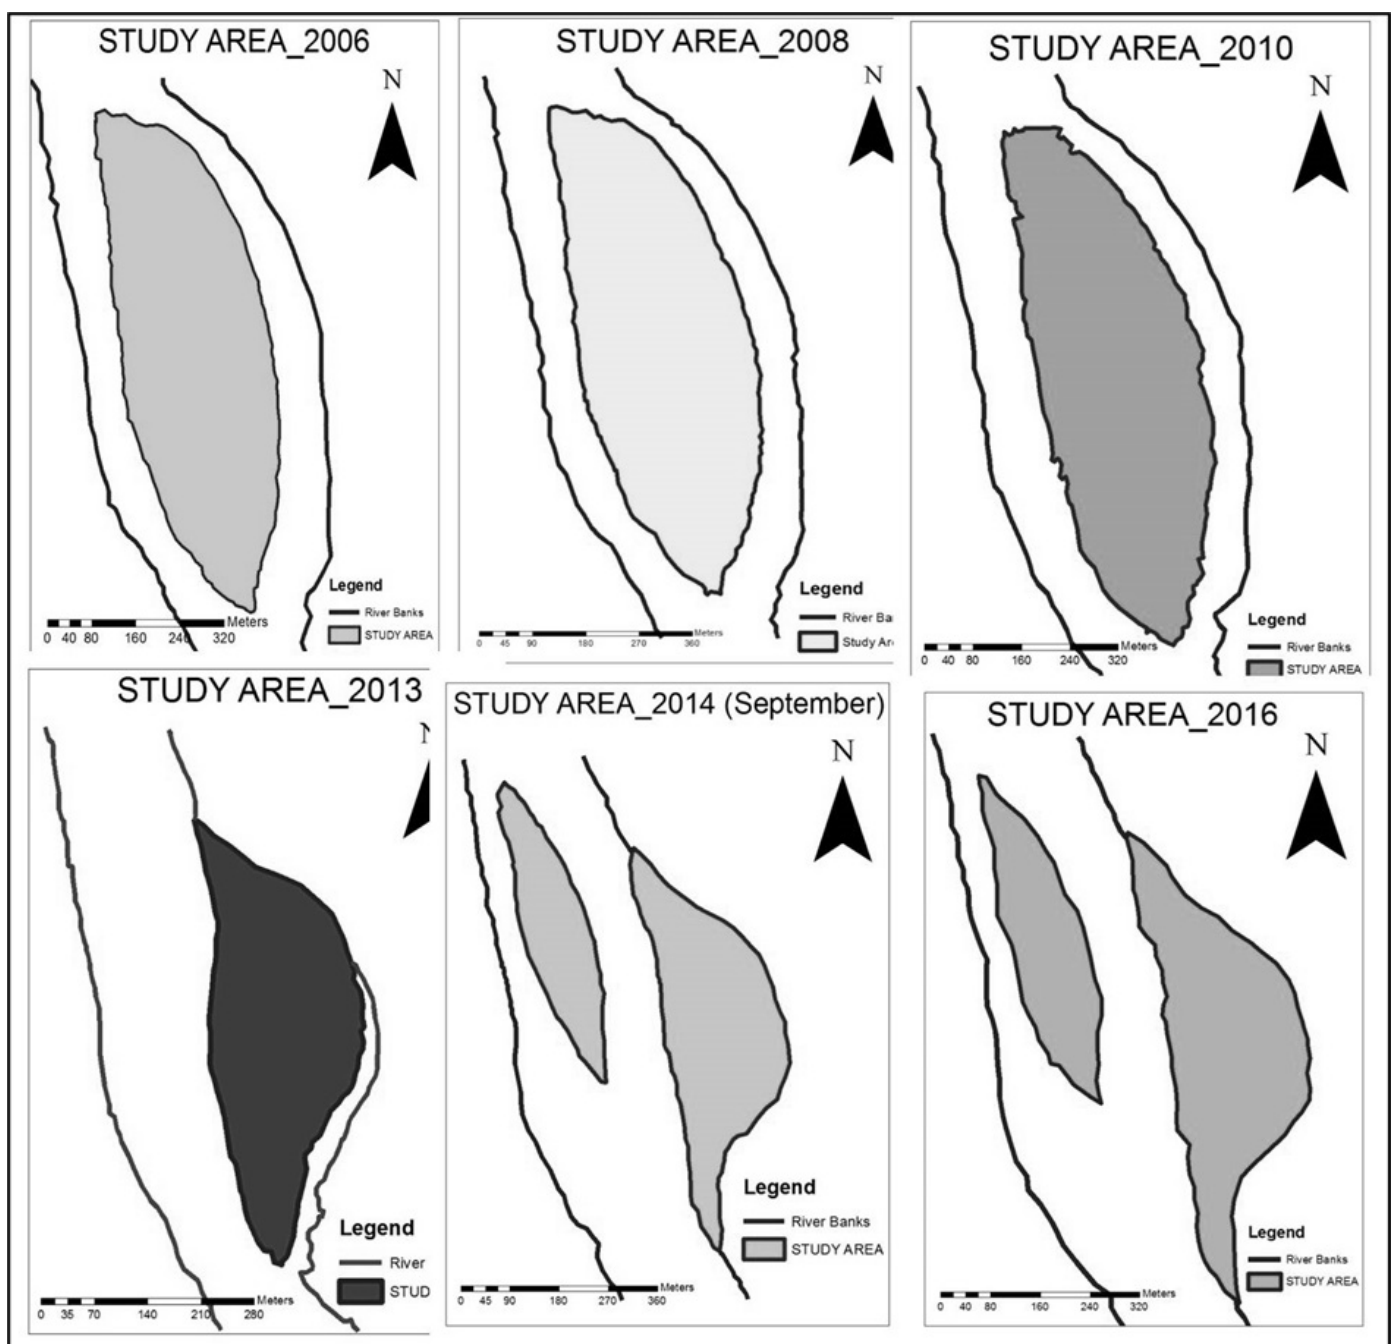 STUDY AREA_2006
N
Legend
River Banks
STUDY AREA
Meters
0 40 80 160 240 320
STUDY AREA_2008
N
Legend
River Ba
Study Ar
Meters
0 45 90 180 270 360
STUDY AREA_2010
N
Legend
River Banks
STUDY AREA
Meters
0 40 80 160 240 320
STUDY AREA_2013
N
Legend
River
STUD
Meters
0 35 70 140 210 280
STUDY AREA_2014 (September)
N
Legend
River Banks
STUDY AREA
Meters
0 45 90 180 270 360
STUDY AREA_2016
N
Legend
River Banks
STUDY AREA
Meters
0 40 80 160 240 320